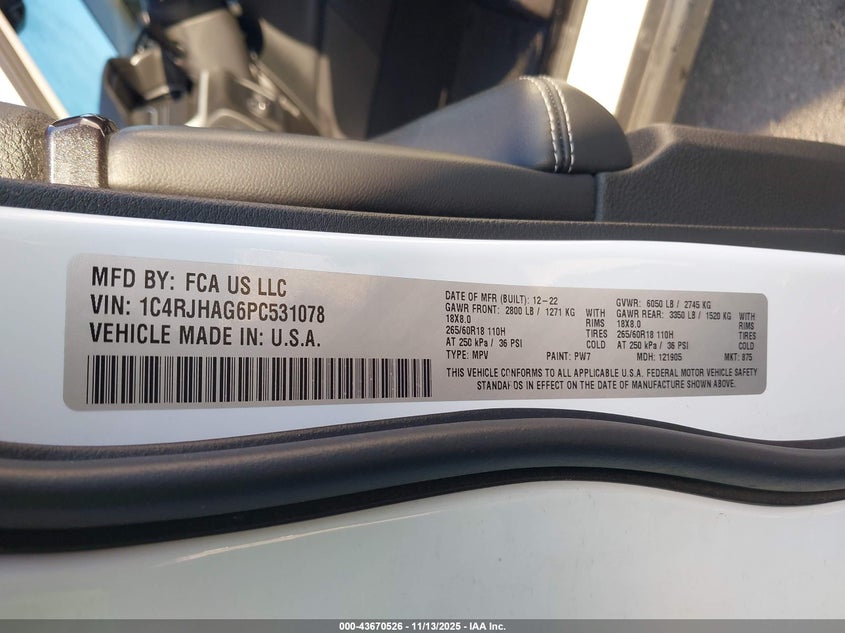 MFD BY: FCA US LLC
VIN: 1C4RJHAG6PC531078
VEHICLE MADE IN: U.S.A.
DATE OF MFR (BUILT): 12-22 GVWR: 6050 LB / 2745 KG
GAWR FRONT: 2800 LB / 1271 KG WITH GAWR REAR: 3350 LB / 1520 KG WITH
18X8.0 RIMS 18X8.0 RIMS
265/60R18 110H TIRES 265/60R18 110H TIRES
AT 250 kPa / 36 PSI COLD AT 250 kPa / 36 PSI COLD
TYPE: MPV PAINT: PW7 MDH: 121905 MKT: 875
THIS VEHICLE CONFORMS TO ALL APPLICABLE U.S.A. FEDERAL MOTOR VEHICLE SAFETY
STANDARDS IN EFFECT ON THE DATE OF MANUFACTURE SHOWN ABOVE.
000-43670526 - 11/13/2025 - IAA Inc.